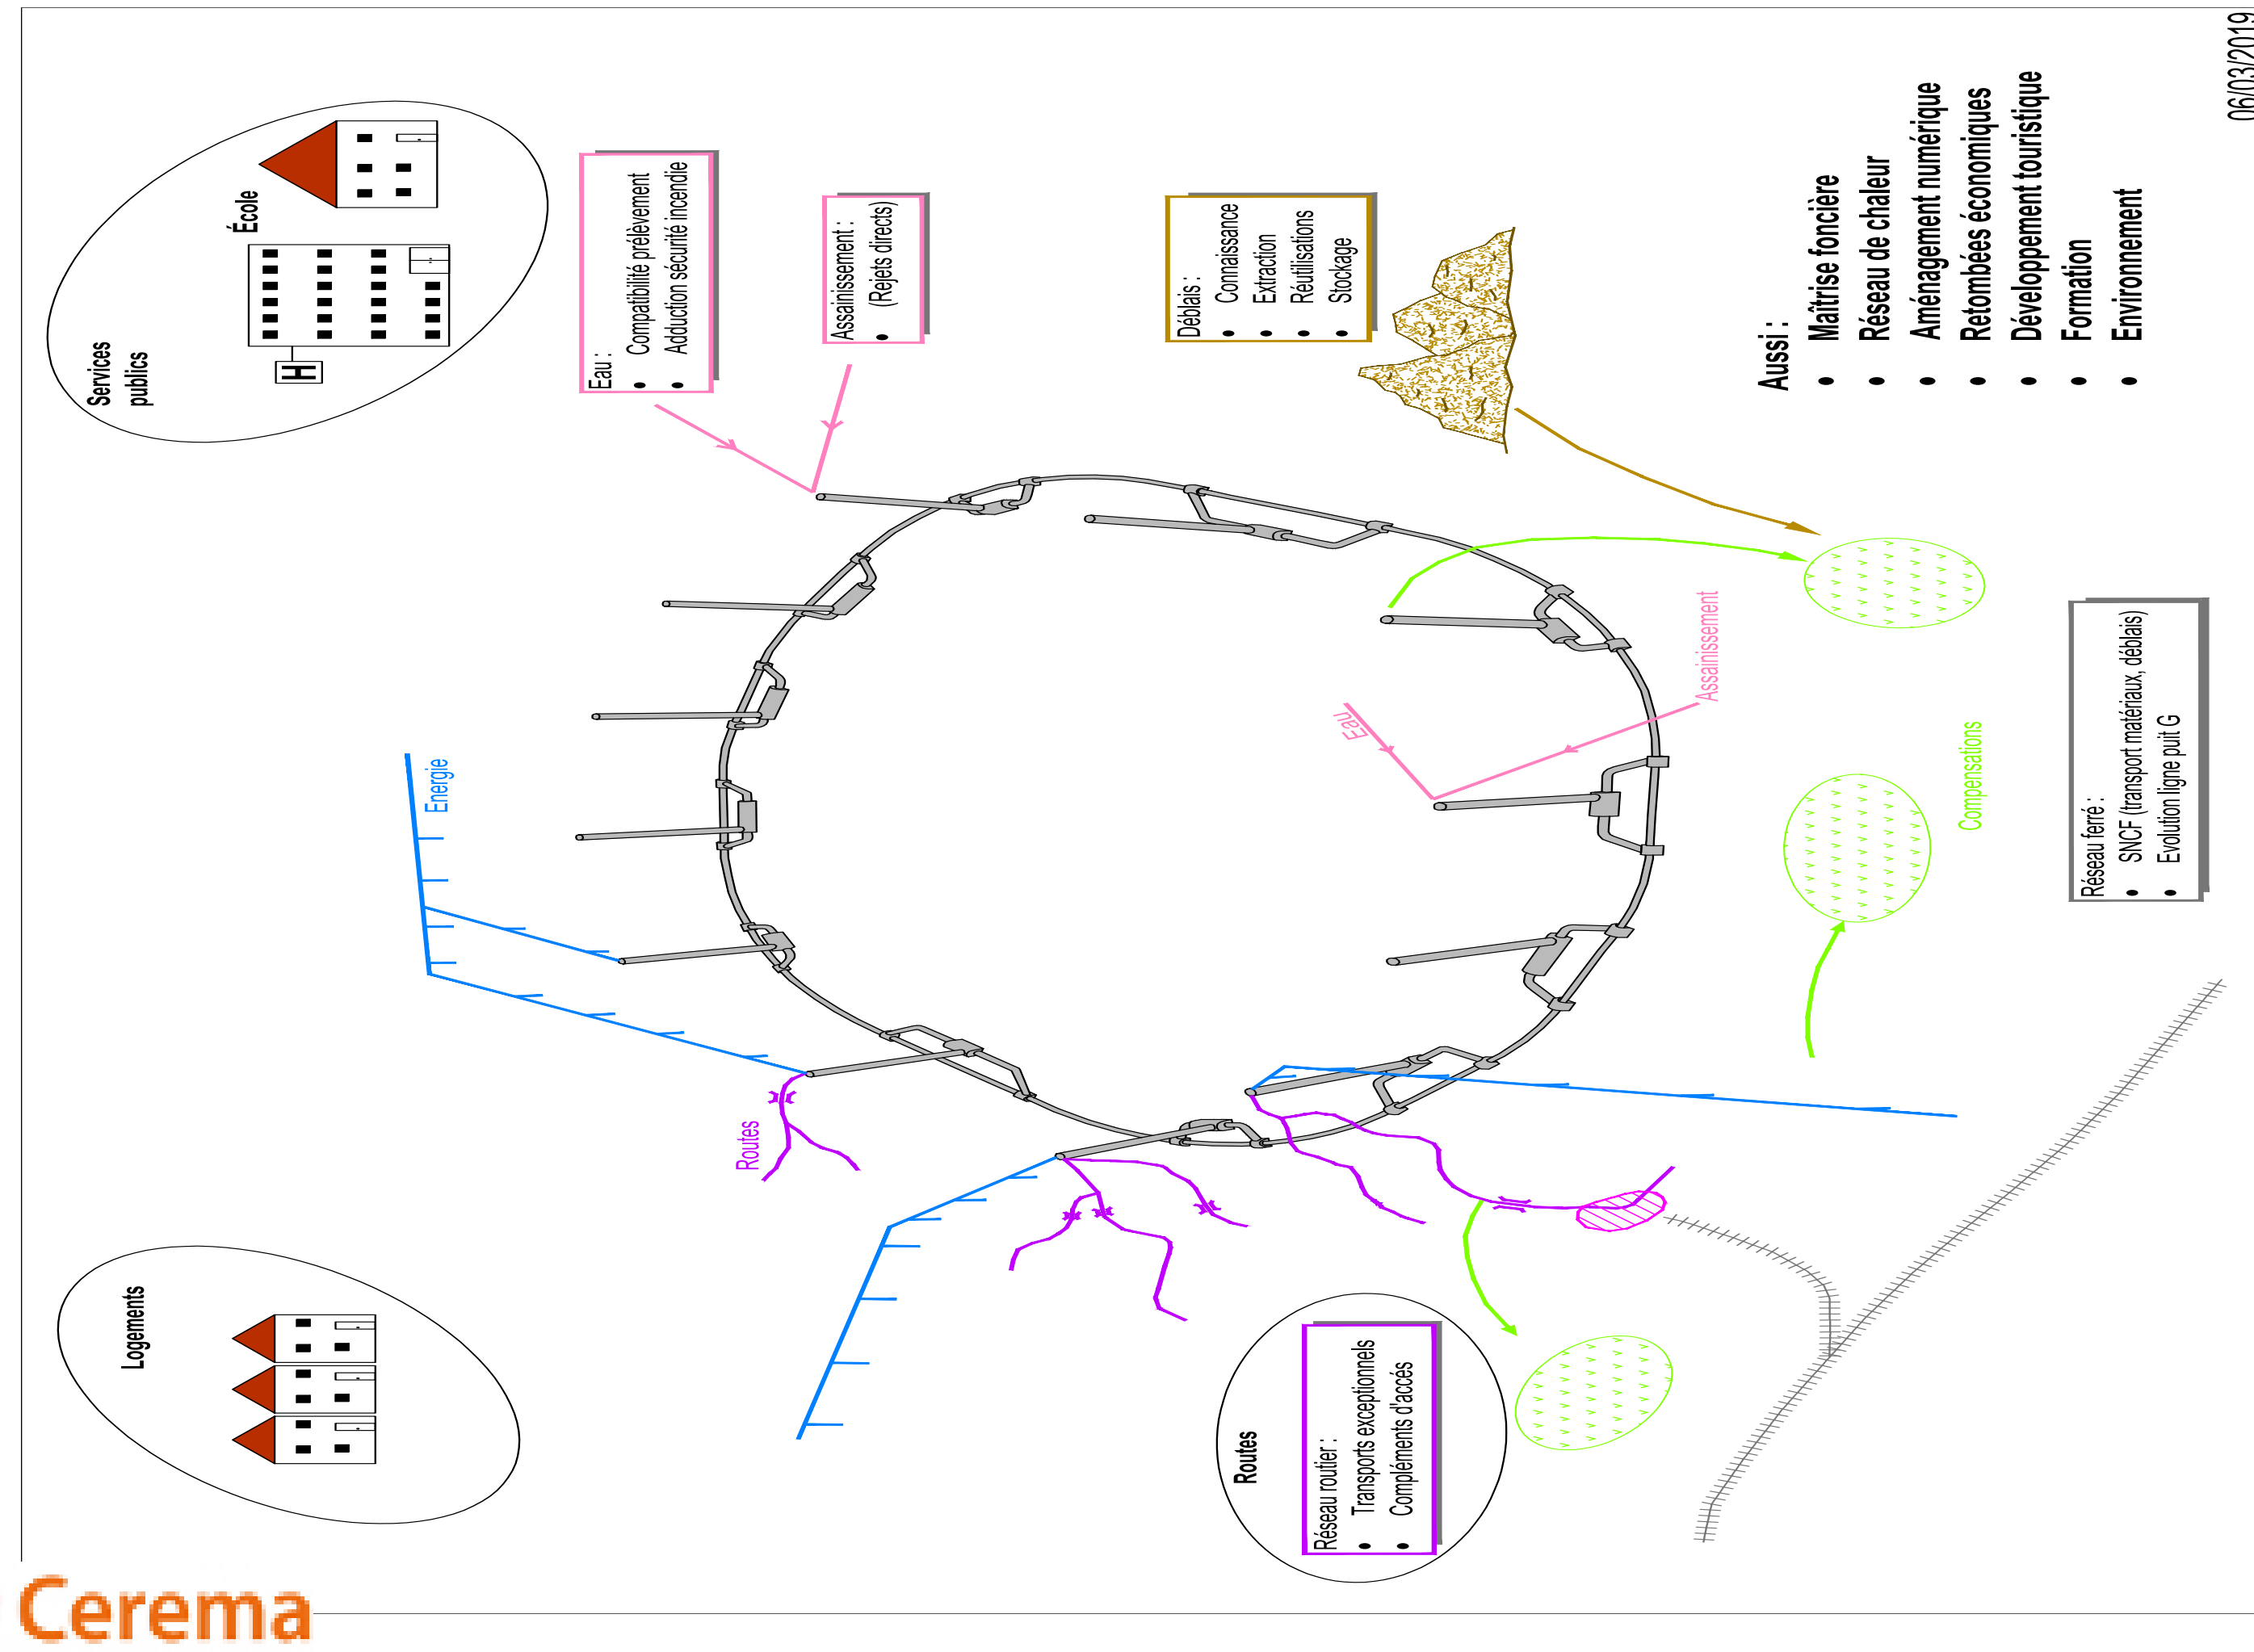 Logements
Services
publics
École
H
Eau :
• Compatibilité prélèvement
• Adduction sécurité incendie
Assainissement :
• (Rejets directs)
Déblais :
• Connaissance
• Extraction
• Réutilisations
• Stockage
Energie
Routes
Eau
Assainissement
Compensations
Routes
Réseau routier :
• Transports exceptionnels
• Compléments d'accés
Réseau ferré :
• SNCF (transport matériaux, déblais)
• Evolution ligne puit G
Aussi :
• Maîtrise foncière
• Réseau de chaleur
• Aménagement numérique
• Retombées économiques
• Développement touristique
• Formation
• Environnement
06/03/2019
Cerema